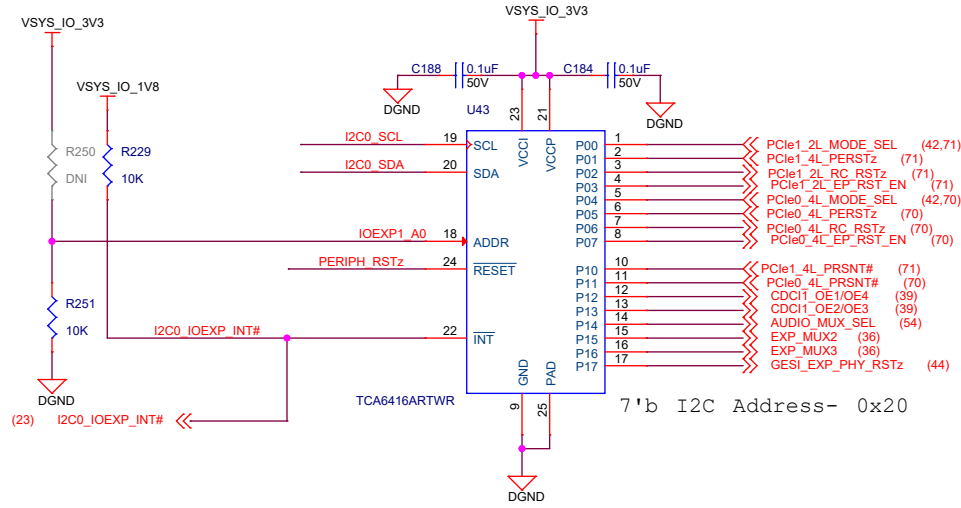 VSYS_IO_3V3
VSYS_IO_3V3
C188 0.1uF 50V
C184 0.1uF 50V
DGND
DGND
VSYS_IO_1V8
U43
R250 DNI
R229 10K
23 VCCI
21 VCCP
I2C0_SCL 19 SCL
I2C0_SDA 20 SDA
IOEXP1_A0 18 ADDR
PERIPH_RSTz 24 RESET
I2C0_IOEXP_INT# 22 INT
R251 10K
DGND
(23) I2C0_IOEXP_INT#
P00 1 PCIe1_2L_MODE_SEL (42,71)
P01 2 PCIe1_4L_PERSTz (71)
P02 3 PCIe1_2L_RC_RSTz (71)
P03 4 PCIe1_2L_EP_RST_EN (71)
P04 5 PCIe0_4L_MODE_SEL (42,70)
P05 6 PCIe0_4L_PERSTz (70)
P06 7 PCIe0_4L_RC_RSTz (70)
P07 8 PCIe0_4L_EP_RST_EN (70)
P10 10 PCIe1_4L_PRSNT# (71)
P11 11 PCIe0_4L_PRSNT# (70)
P12 12 CDCI1_OE1/OE4 (39)
P13 13 CDCI1_OE2/OE3 (39)
P14 14 AUDIO_MUX_SEL (54)
P15 15 EXP_MUX2 (36)
P16 16 EXP_MUX3 (36)
P17 17 GESI_EXP_PHY_RSTz (44)
GND 9
PAD 25
TCA6416ARTWR
7'b I2C Address- 0x20
DGND